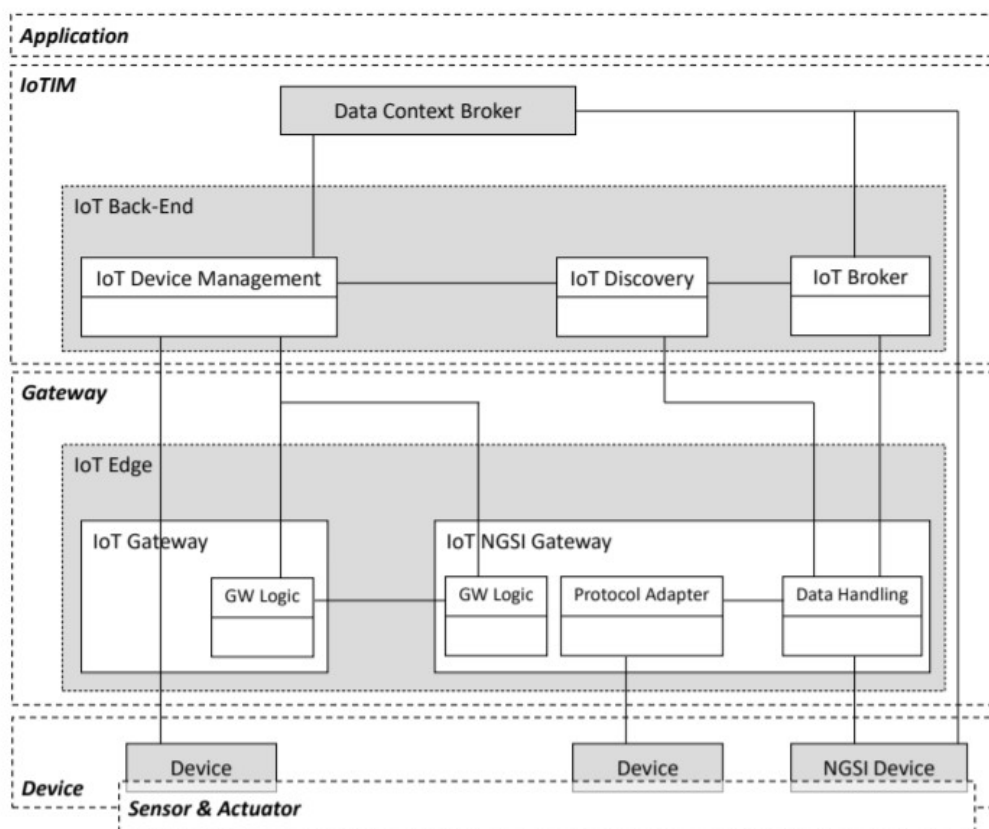 Application
IoTIM
Data Context Broker
IoT Back-End
IoT Device Management
IoT Discovery
IoT Broker
Gateway
IoT Edge
IoT Gateway
IoT NGSI Gateway
GW Logic
GW Logic
Protocol Adapter
Data Handling
Device
Device
NGSI Device
Device
Sensor & Actuator